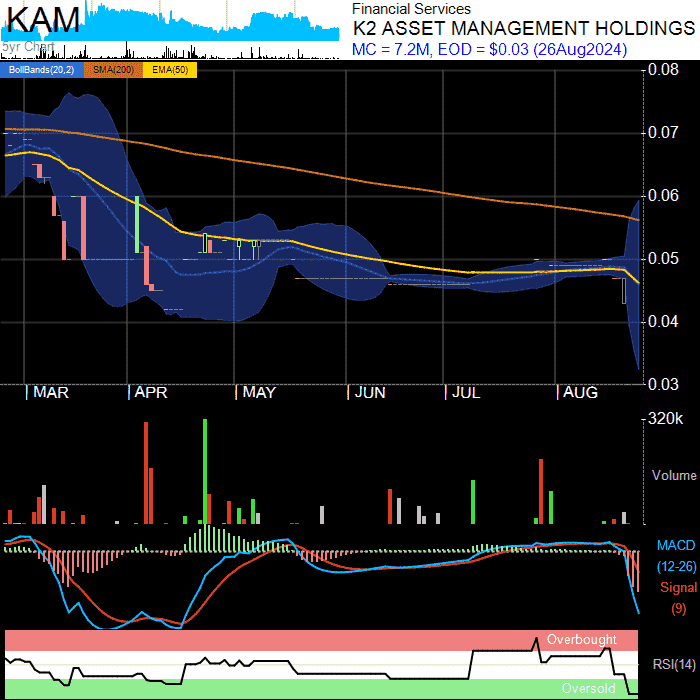 KAM
5yr Chart
Financial Services
K2 ASSET MANAGEMENT HOLDINGS
MC = 7.2M, EOD = $0.03 (26Aug2024)
BollBands(20,2) SMA(200) EMA(50)
0.08
0.07
0.06
0.05
0.04
0.03
MAR APR MAY JUN JUL AUG
320k
Volume
MACD
(12-26)
Signal
(9)
Overbought
RSI(14)
Oversold